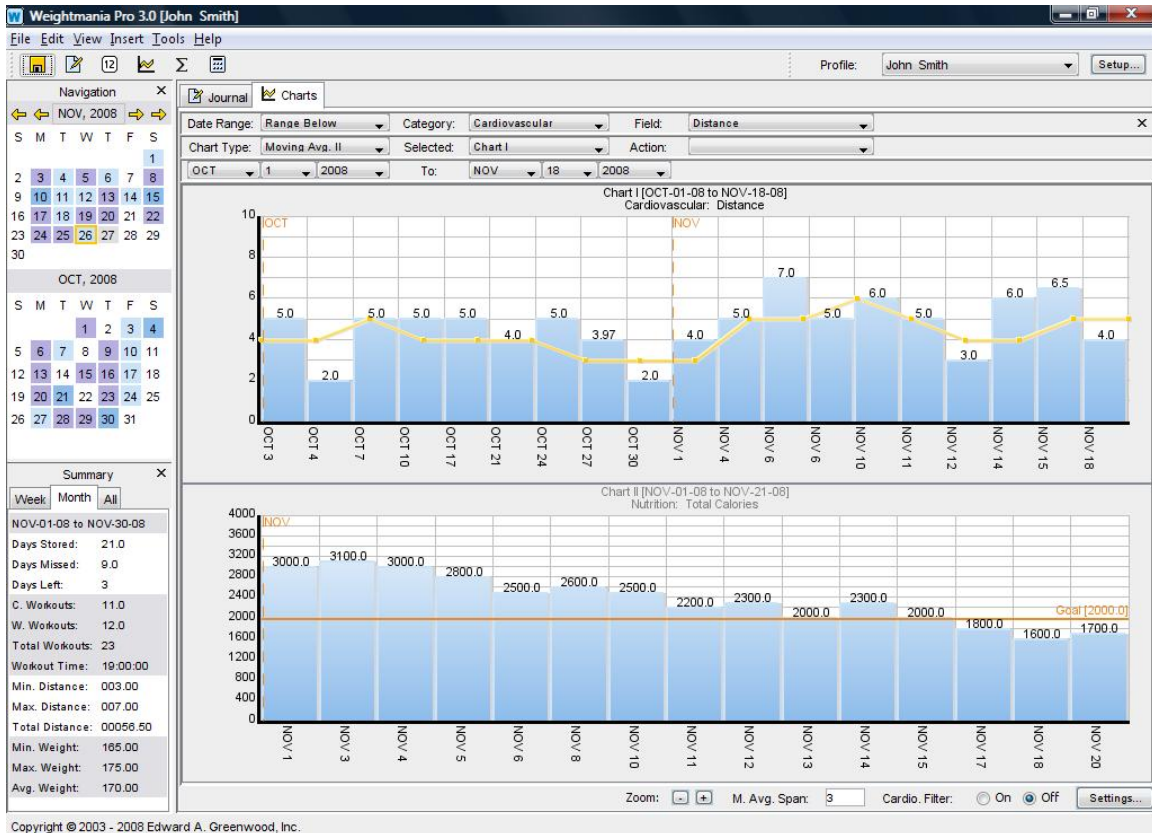 Weightmania Pro 3.0 [John  Smith]
File Edit View Insert Tools Help
12 Σ Profile: John Smith Setup...
Navigation X
NOV, 2008
S M T W T F S
1
2 3 4 5 6 7 8
9 10 11 12 13 14 15
16 17 18 19 20 21 22
23 24 25 26 27 28 29
30
OCT, 2008
S M T W T F S
1 2 3 4
5 6 7 8 9 10 11
12 13 14 15 16 17 18
19 20 21 22 23 24 25
26 27 28 29 30 31
Summary X
Week Month All
NOV-01-08 to NOV-30-08
Days Stored: 21.0
Days Missed: 9.0
Days Left: 3
C. Workouts: 11.0
W. Workouts: 12.0
Total Workouts: 23
Workout Time: 19:00:00
Min. Distance: 003.00
Max. Distance: 007.00
Total Distance: 00056.50
Min. Weight: 165.00
Max. Weight: 175.00
Avg. Weight: 170.00
Journal Charts
Date Range: Range Below Category: Cardiovascular Field: Distance X
Chart Type: Moving Avg. II Selected: Chart I Action:
OCT 1 2008 To: NOV 18 2008
Chart I [OCT-01-08 to NOV-18-08]
Cardiovascular: Distance
10
8
6
4
2
0
OCT NOV
5.0 2.0 5.0 5.0 5.0 4.0 5.0 3.97 2.0 4.0 5.0 7.0 5.0 6.0 5.0 3.0 6.0 6.5 4.0
OCT 3 OCT 4 OCT 7 OCT 10 OCT 17 OCT 21 OCT 24 OCT 27 OCT 30 NOV 1 NOV 4 NOV 6 NOV 6 NOV 10 NOV 11 NOV 12 NOV 14 NOV 15 NOV 18
Chart II [NOV-01-08 to NOV-21-08]
Nutrition: Total Calories
4000
3600
3200
2800
2400
2000
1600
1200
800
400
0
NOV
3000.0 3100.0 3000.0 2800.0 2500.0 2600.0 2500.0 2200.0 2300.0 2000.0 2300.0 2000.0 1800.0 1600.0 1700.0
Goal [2000.0]
NOV 1 NOV 3 NOV 4 NOV 5 NOV 6 NOV 8 NOV 10 NOV 11 NOV 12 NOV 13 NOV 14 NOV 15 NOV 17 NOV 18 NOV 20
Zoom: - + M. Avg. Span: 3 Cardio. Filter: On Off Settings...
Copyright © 2003 - 2008 Edward A. Greenwood, Inc.